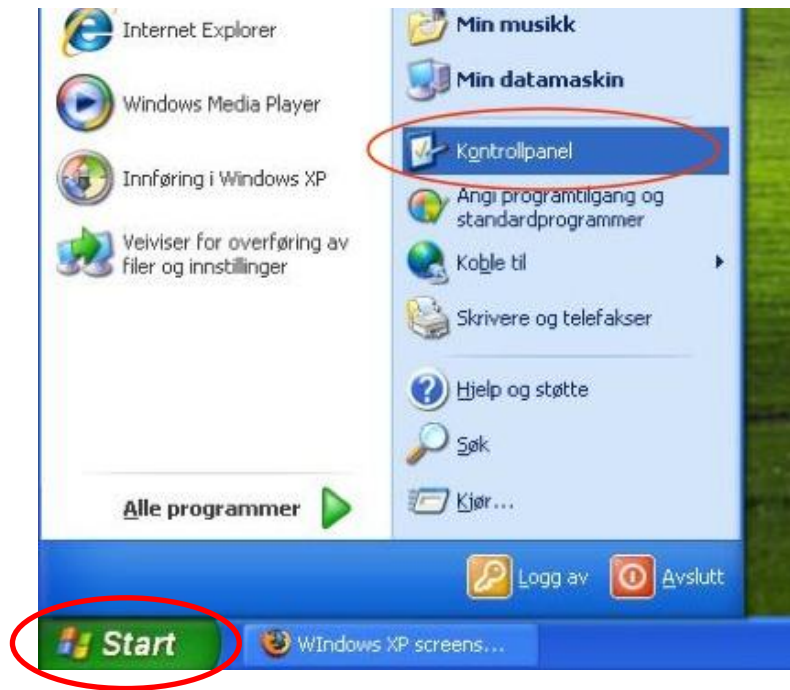 Internet Explorer
Windows Media Player
Innføring i Windows XP
Veiviser for overføring av
filer og innstillinger
Alle programmer
Min musikk
Min datamaskin
Kontrollpanel
Angi programtilgang og
standardprogrammer
Koble til
Skrivere og telefakser
Hjelp og støtte
Søk
Kjør...
Logg av
Avslutt
Start
WIndows XP screens...